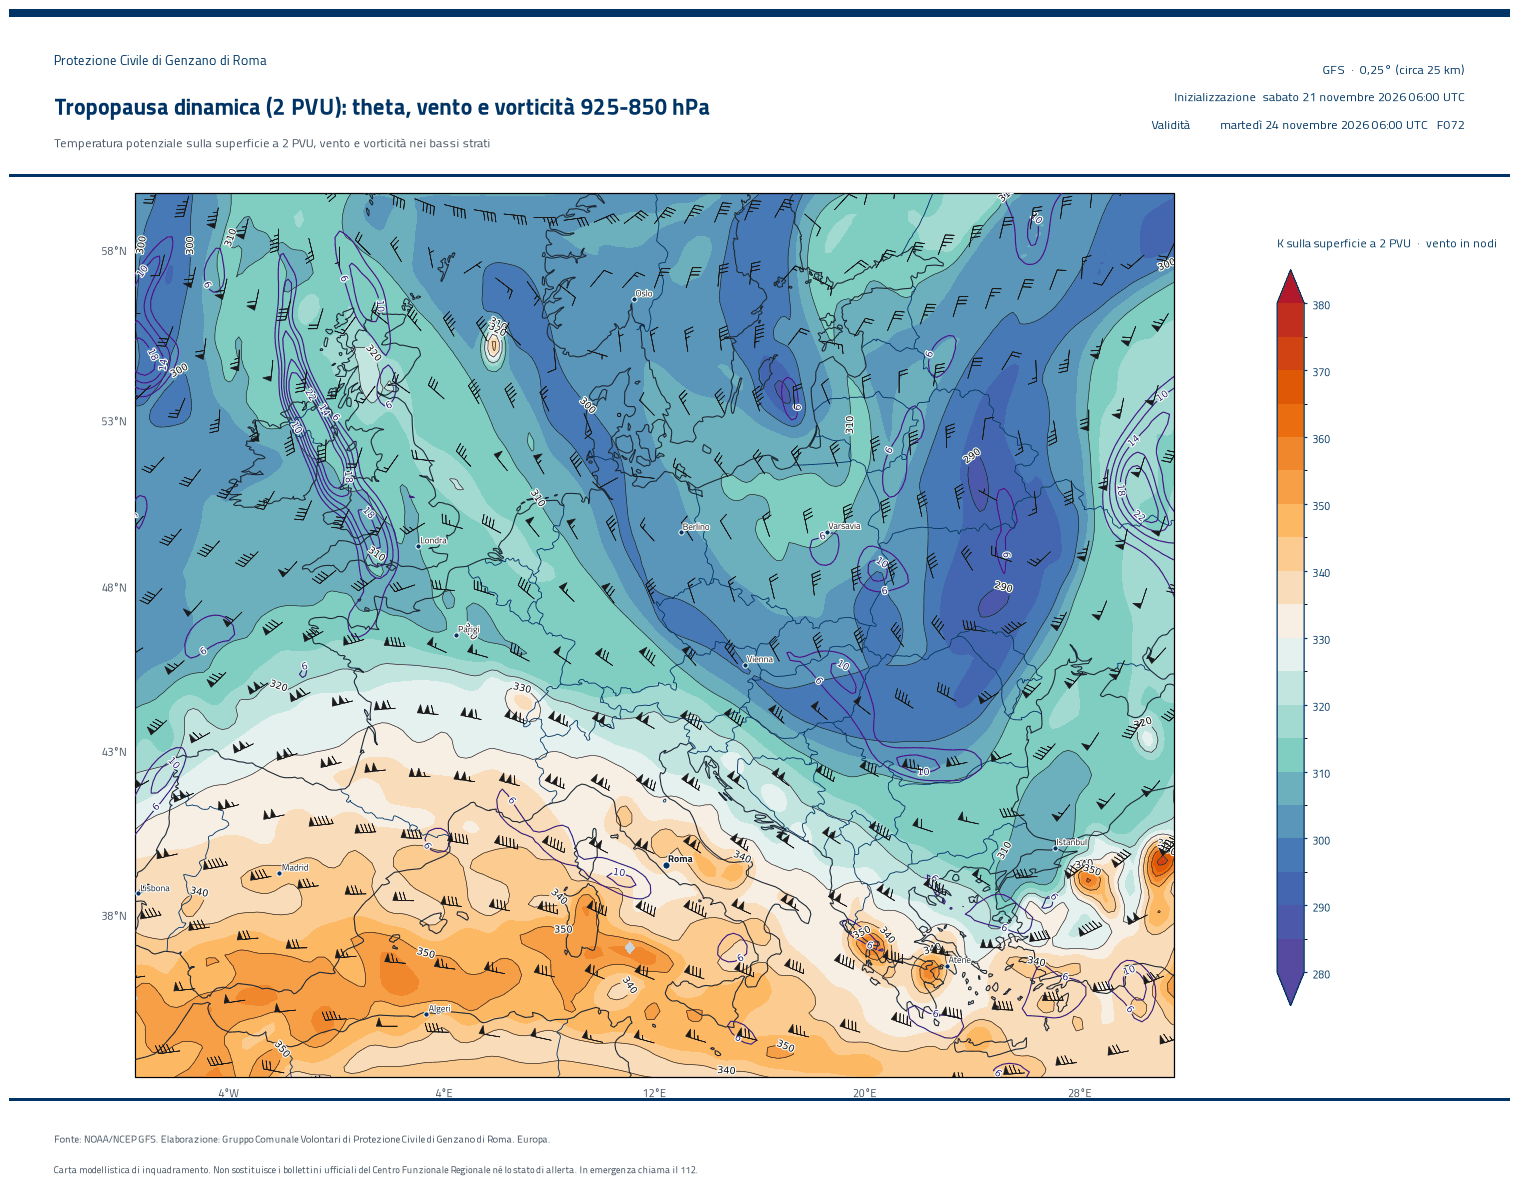 Protezione Civile di Genzano di Roma
Tropopausa dinamica (2 PVU): theta, vento e vorticità 925-850 hPa
Temperatura potenziale sulla superficie a 2 PVU, vento e vorticità nei bassi strati
GFS · 0,25° (circa 25 km)
Inizializzazione sabato 21 novembre 2026 06:00 UTC
Validità martedì 24 novembre 2026 06:00 UTC F072
K sulla superficie a 2 PVU · vento in nodi
380
370
360
350
340
330
320
310
300
290
280
58°N
53°N
48°N
43°N
38°N
4°W
4°E
12°E
20°E
28°E
Oslo
Londra
Berlino
Varsavia
Parigi
Vienna
Madrid
Lisbona
Roma
Istanbul
Atene
Algeri
Fonte: NOAA/NCEP GFS. Elaborazione: Gruppo Comunale Volontari di Protezione Civile di Genzano di Roma. Europa.
Carta modellistica di inquadramento. Non sostituisce i bollettini ufficiali del Centro Funzionale Regionale né lo stato di allerta. In emergenza chiama il 112.